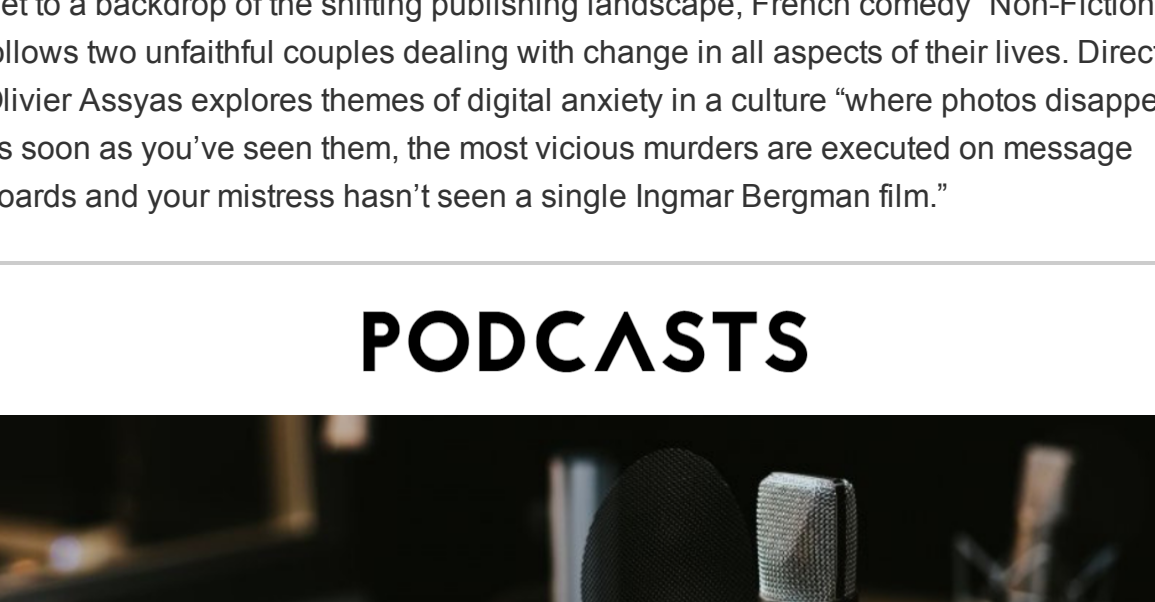 et to a backdrop of the shifting publishing landscape, French comedy “Non-Fiction
ollows two unfaithful couples dealing with change in all aspects of their lives. Direct
Olivier Assyas explores themes of digital anxiety in a culture “where photos disappe
s soon as you’ve seen them, the most vicious murders are executed on message
oards and your mistress hasn’t seen a single Ingmar Bergman film.”
PODCASTS